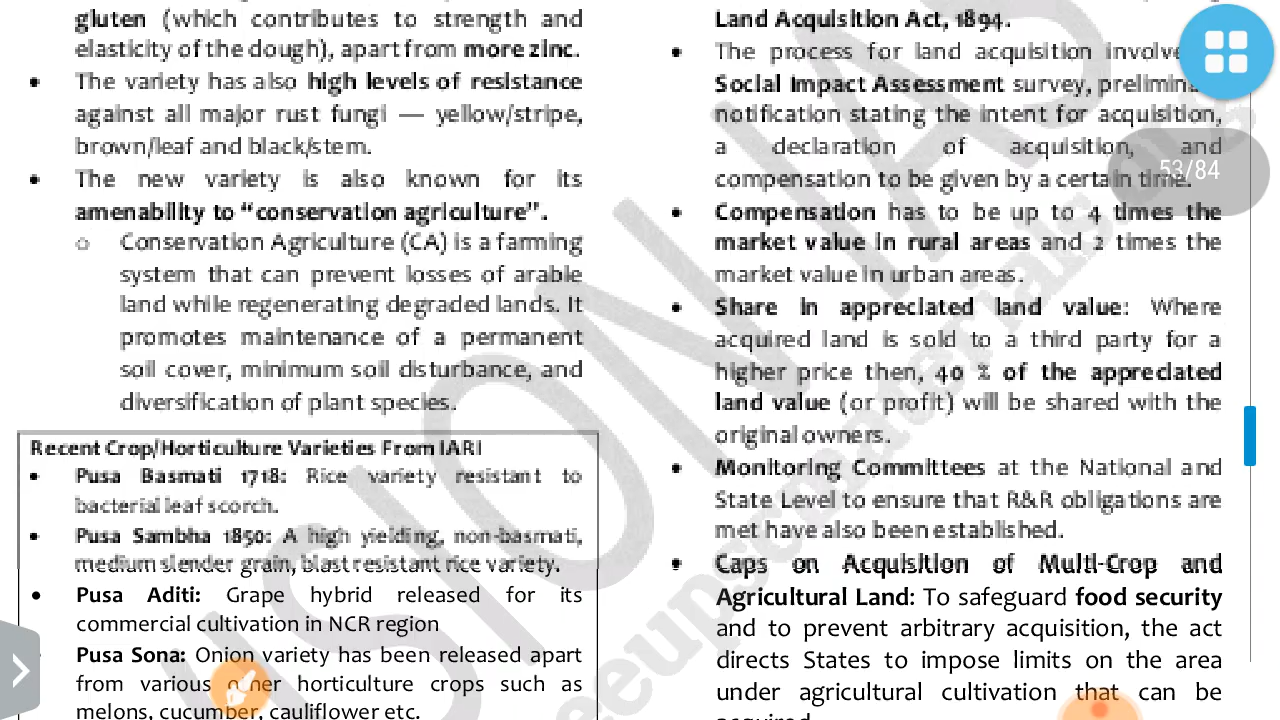 gluten (which contributes to strength and
elasticity of the dough), apart from more zinc.
• The variety has also high levels of resistance
against all major rust fungi — yellow/stripe,
brown/leaf and black/stem.
• The new variety is also known for its
amenability to “conservation agriculture”.
○ Conservation Agriculture (CA) is a farming
system that can prevent losses of arable
land while regenerating degraded lands. It
promotes maintenance of a permanent
soil cover, minimum soil disturbance, and
diversification of plant species.
Recent Crop/Horticulture Varieties From IARI
• Pusa Basmati 1718: Rice variety resistant to
bacterial leaf scorch.
• Pusa Sambha 1850: A high yielding, non-basmati,
medium slender grain, blast resistant rice variety.
• Pusa Aditi: Grape hybrid released for its
commercial cultivation in NCR region
Pusa Sona: Onion variety has been released apart
from various other horticulture crops such as
melons, cucumber, cauliflower etc.
Land Acquisition Act, 1894.
• The process for land acquisition involve
Social Impact Assessment survey, prelimin
notification stating the intent for acquisition,
a declaration of acquisition, and
compensation to be given by a certain time.
• Compensation has to be up to 4 times the
market value in rural areas and 2 times the
market value in urban areas.
• Share in appreciated land value: Where
acquired land is sold to a third party for a
higher price then, 40 % of the appreciated
land value (or profit) will be shared with the
original owners.
• Monitoring Committees at the National and
State Level to ensure that R&R obligations are
met have also been established.
• Caps on Acquisition of Multi-Crop and
Agricultural Land: To safeguard food security
and to prevent arbitrary acquisition, the act
directs States to impose limits on the area
under agricultural cultivation that can be
acquired
53/84
VISION IAS